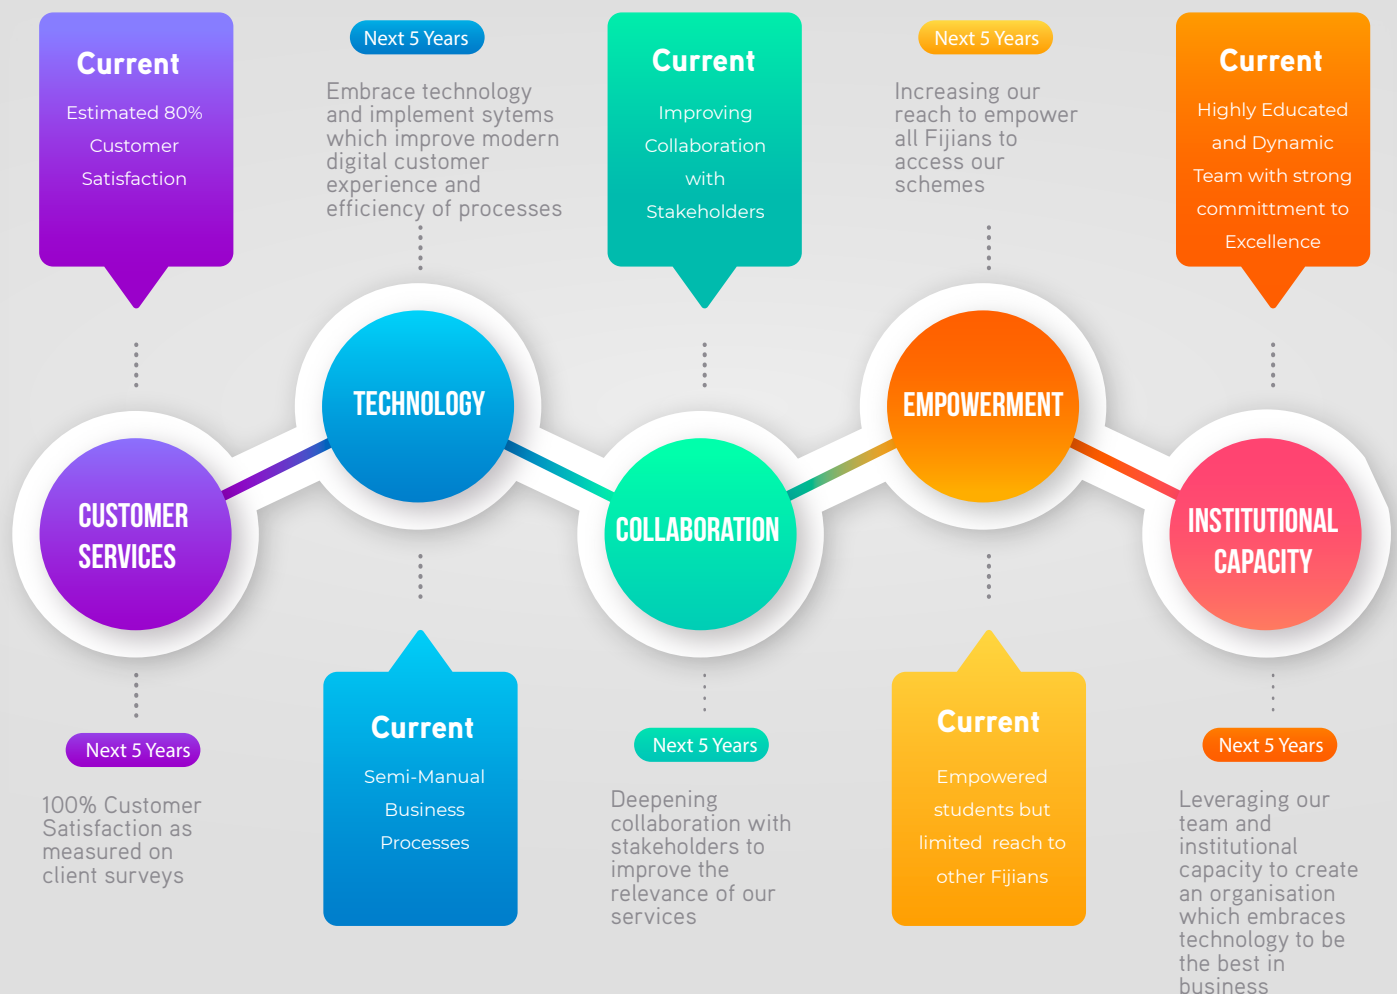 Current
Estimated 80%
Customer
Satisfaction
CUSTOMER
SERVICES
Next 5 Years
100% Customer
Satisfaction as
measured on
client surveys
Next 5 Years
Embrace technology
and implement sytems
which improve modern
digital customer
experience and
efficiency of processes
TECHNOLOGY
Current
Semi-Manual
Business
Processes
Current
Improving
Collaboration
with
Stakeholders
COLLABORATION
Next 5 Years
Deepening
collaboration with
stakeholders to
improve the
relevance of our
services
Next 5 Years
Increasing our
reach to empower
all Fijians to
access our
schemes
EMPOWERMENT
Current
Empowered
students but
limited reach to
other Fijians
Current
Highly Educated
and Dynamic
Team with strong
committment to
Excellence
INSTITUTIONAL
CAPACITY
Next 5 Years
Leveraging our
team and
institutional
capacity to create
an organisation
which embraces
technology to be
the best in
business